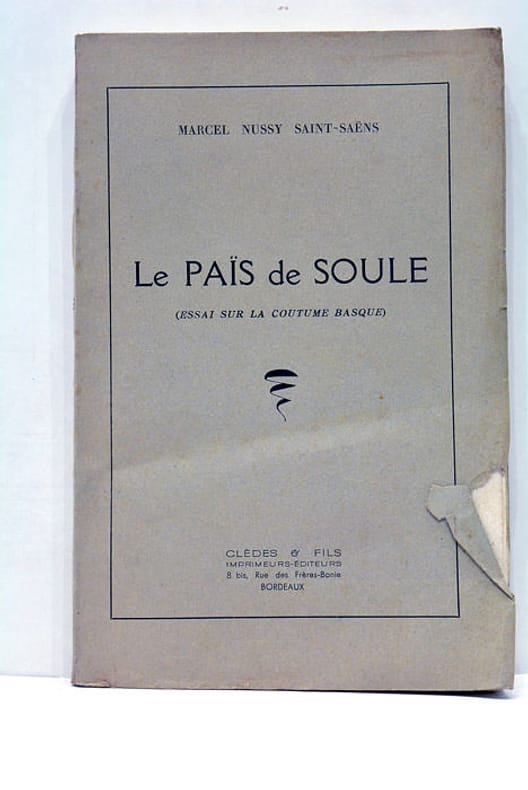 MARCEL NUSSY SAINT-SAËNS
Le PAÏS de SOULE
(ESSAI SUR LA COUTUME BASQUE)
CLÈDES & FILS
IMPRIMEURS-ÉDITEURS
8 bis, Rue des Frères-Bonie
BORDEAUX